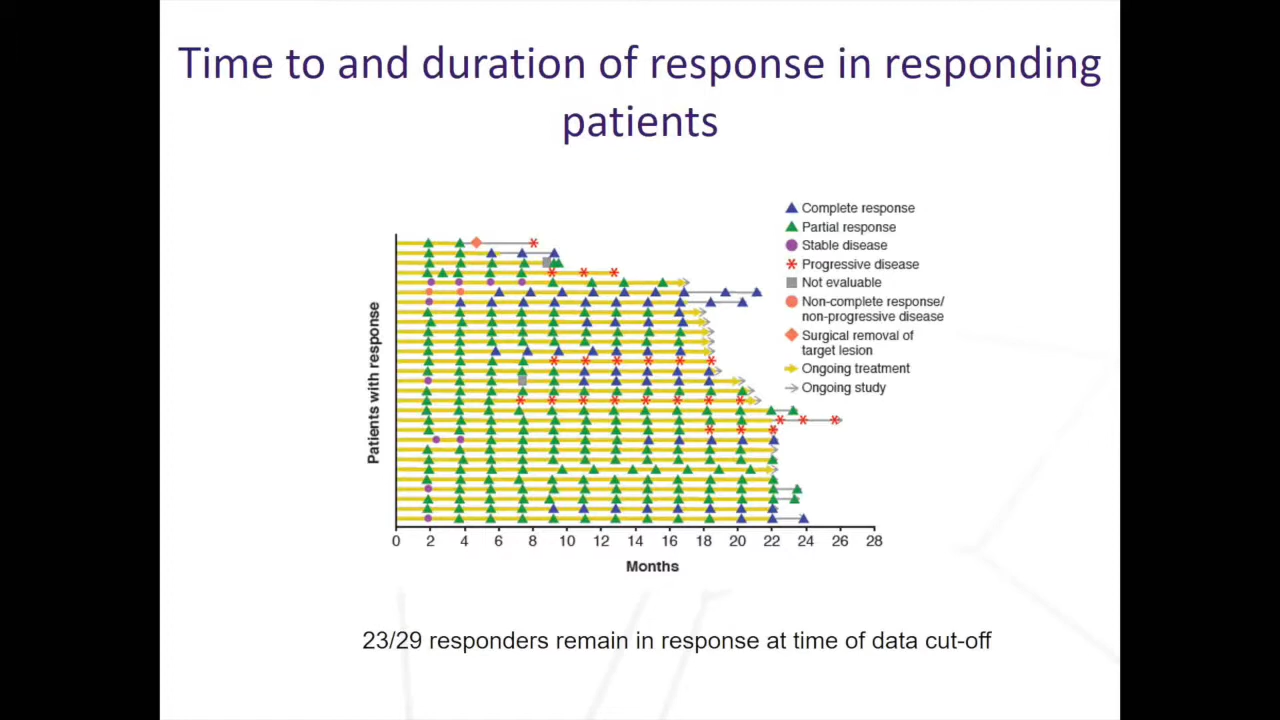 Time to and duration of response in responding
patients
Complete response
Partial response
Stable disease
Progressive disease
Not evaluable
Non-complete response/
non-progressive disease
Surgical removal of
target lesion
Ongoing treatment
Ongoing study
Patients with response
0 2 4 6 8 10 12 14 16 18 20 22 24 26 28
Months
23/29 responders remain in response at time of data cut-off